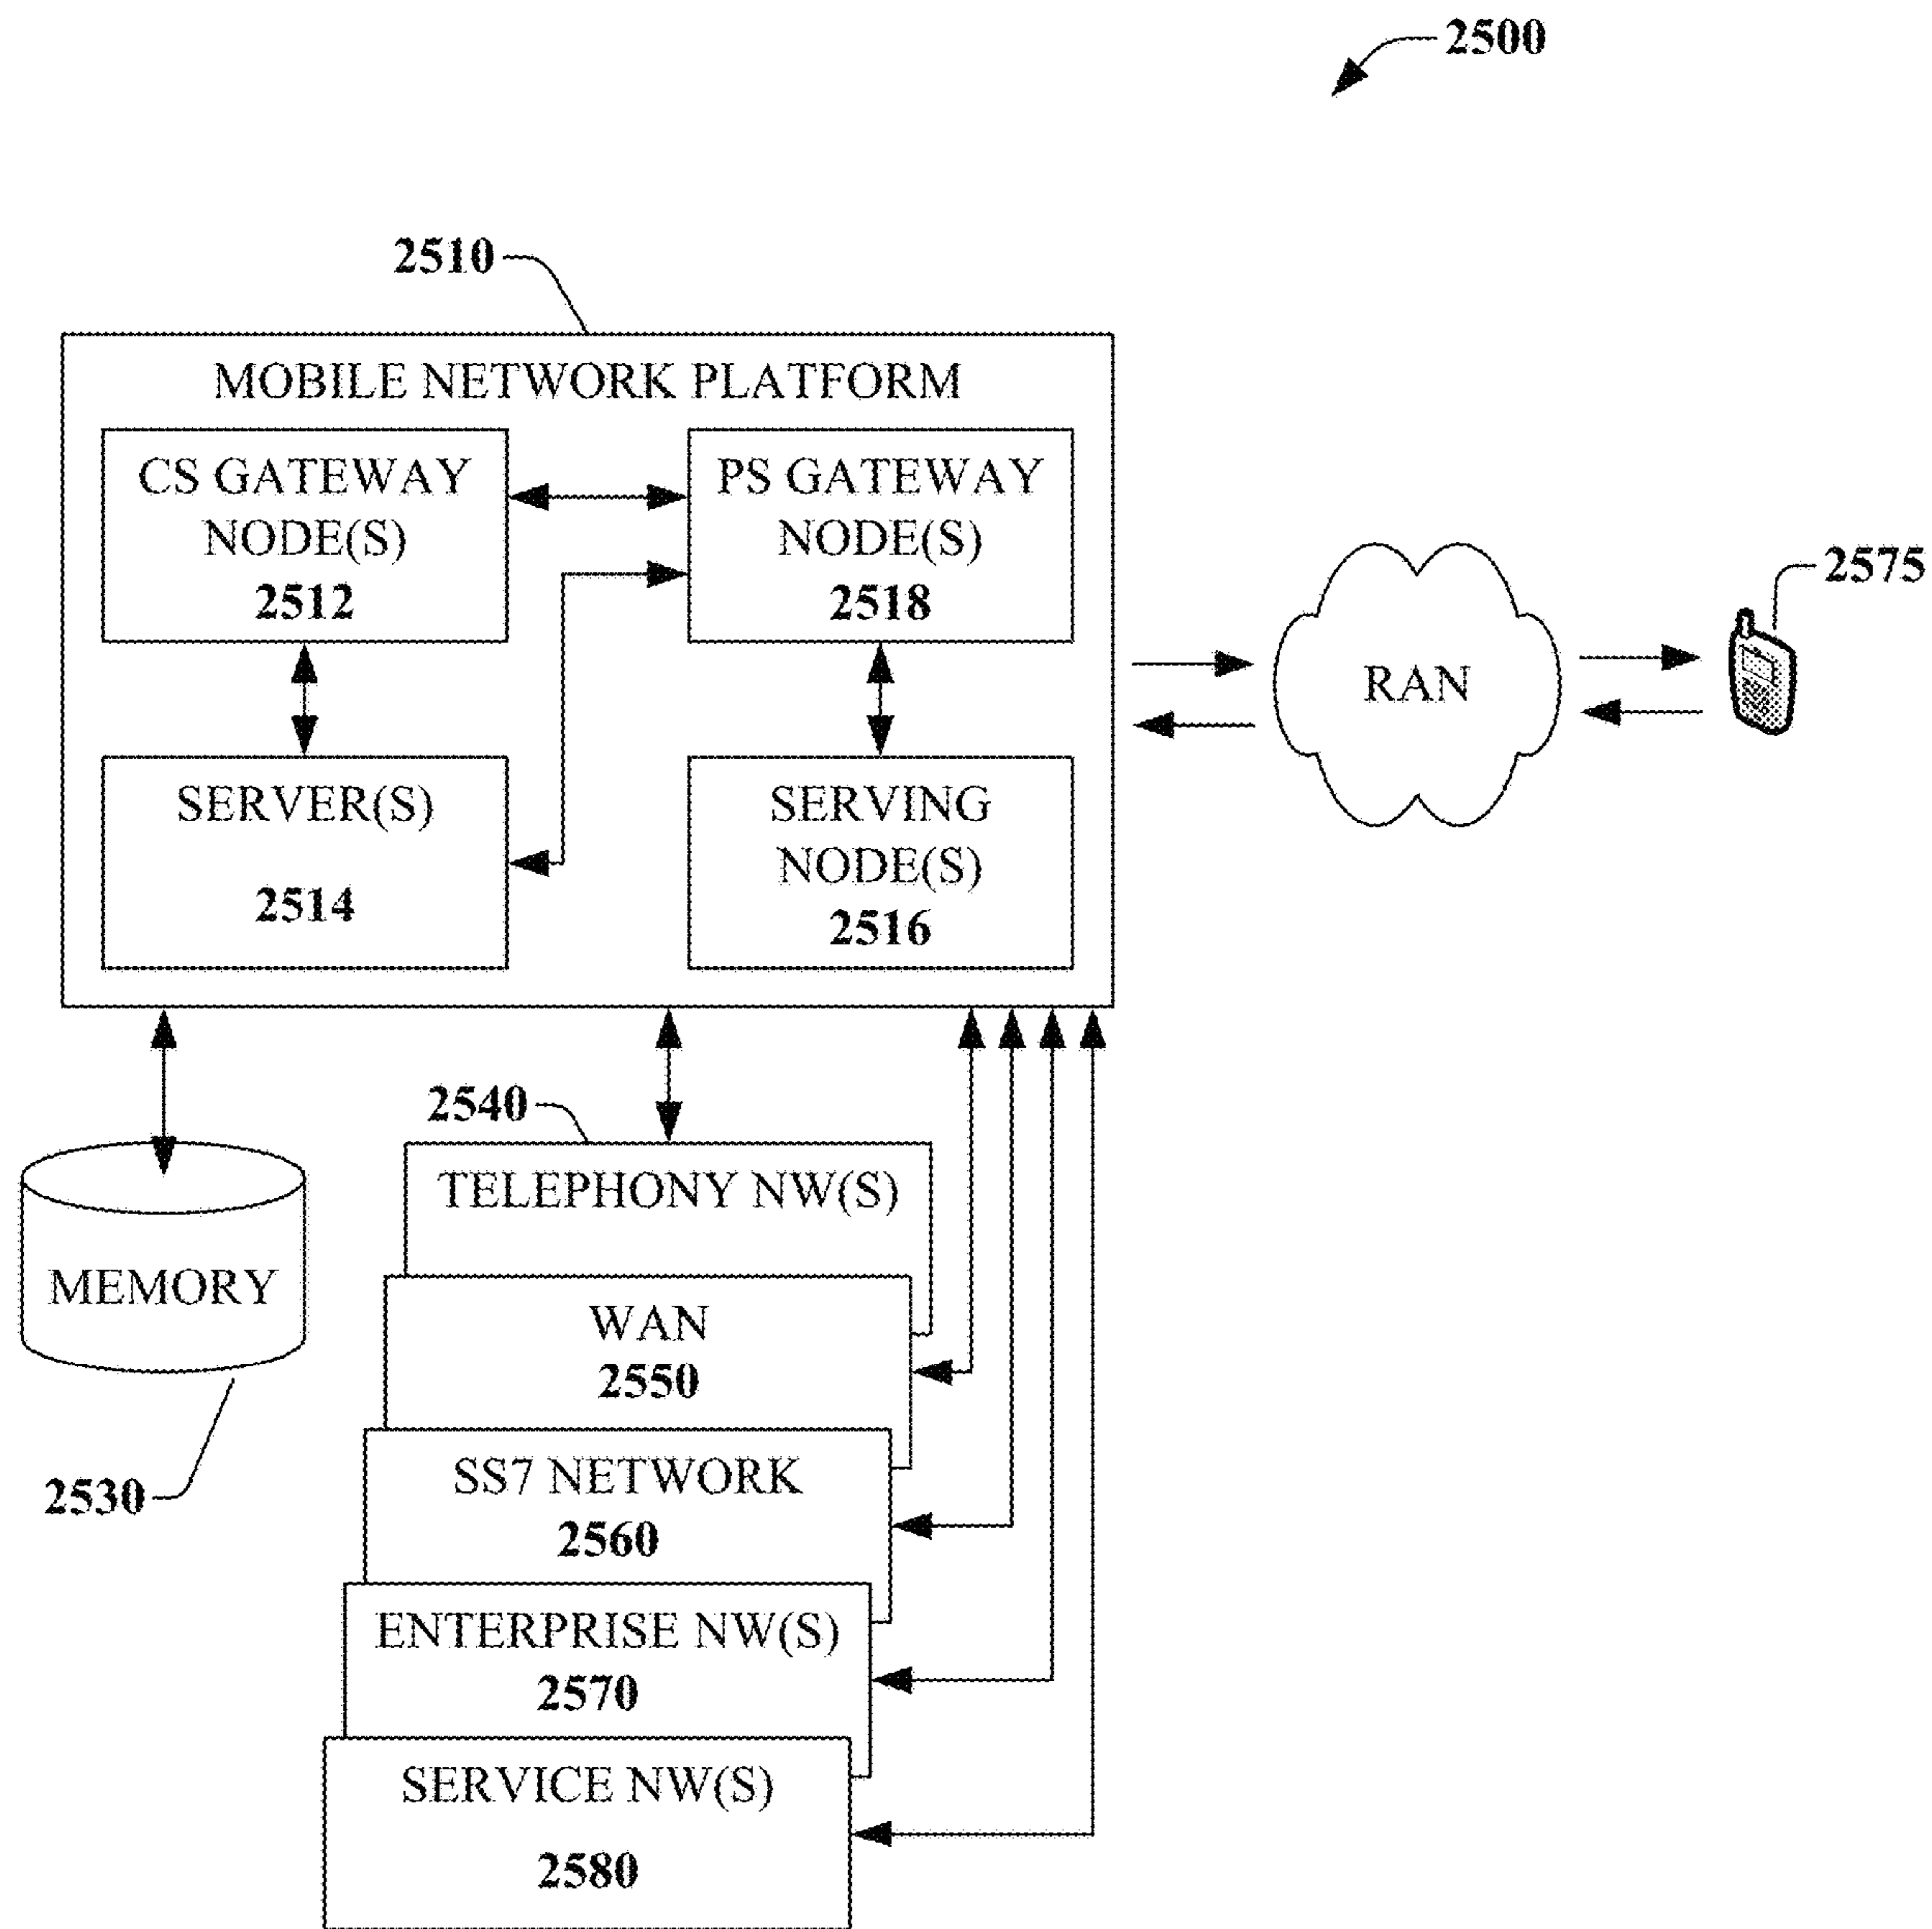 2500
2510
MOBILE NETWORK PLATFORM
CS GATEWAY
NODE(S)
2512
PS GATEWAY
NODE(S)
2518
SERVER(S)
2514
SERVING
NODE(S)
2516
RAN
2575
2540
TELEPHONY NW(S)
MEMORY
2530
WAN
2550
SS7 NETWORK
2560
ENTERPRISE NW(S)
2570
SERVICE NW(S)
2580